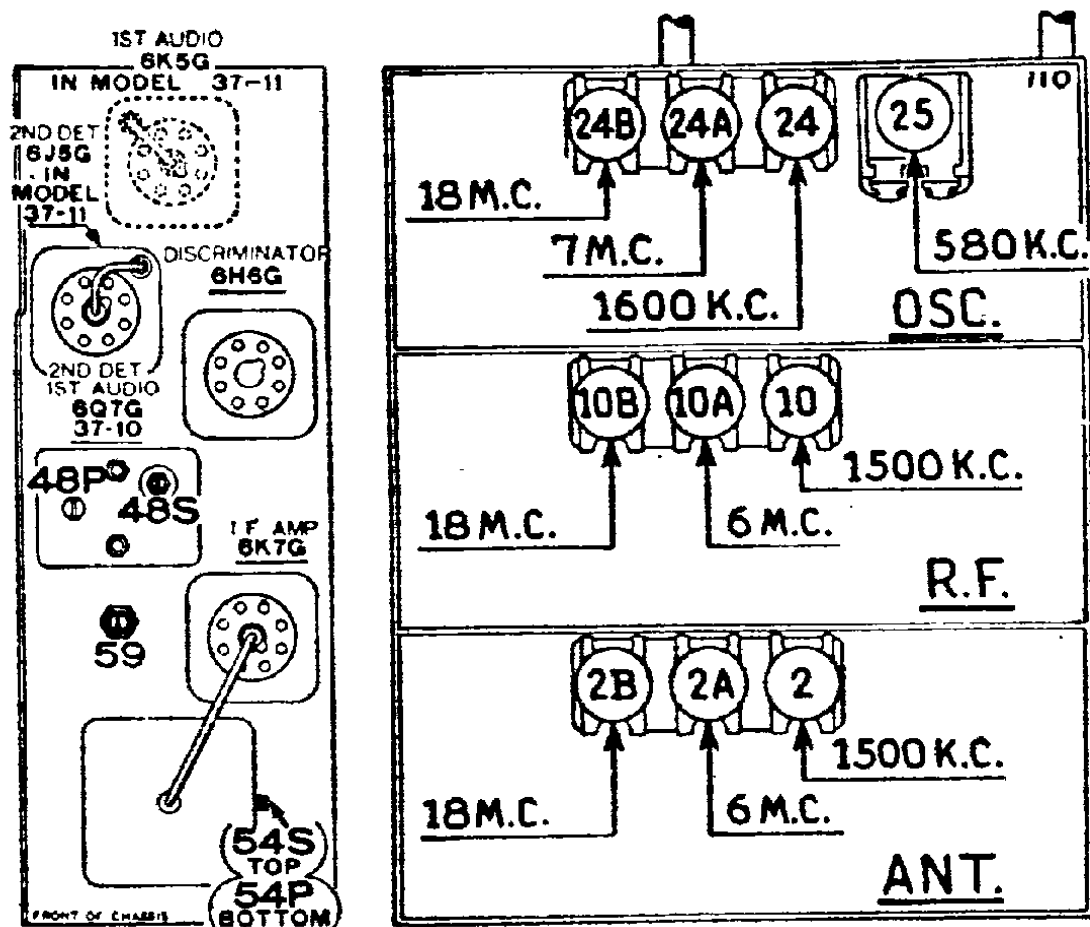 1ST AUDIO
6K5G
IN MODEL 37-11
2ND DET
6J5G
IN
MODEL
37-11
DISCRIMINATOR
6H6G
2ND DET
1ST AUDIO
6Q7G
37-10
48P
48S
I F AMP
6K7G
59
54S
TOP
54P
BOTTOM
FRONT OF CHASSIS
110
24B 24A 24 25
18 M.C.
7 M.C.
1600 K.C.
580 K.C.
OSC.
10B 10A 10
18 M.C.
6 M.C.
1500 K.C.
R.F.
2B 2A 2
18 M.C.
6 M.C.
1500 K.C.
ANT.